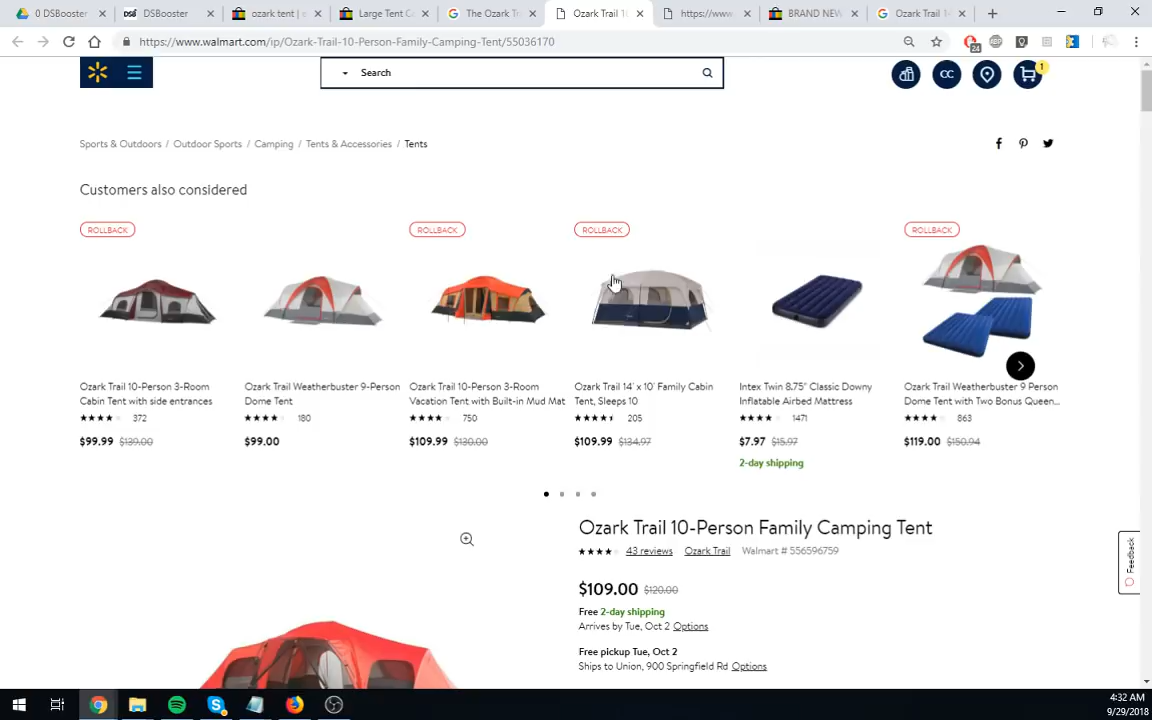 0 DSBooster
DSBooster
ozark tent | e
Large Tent C
The Ozark Tr
Ozark Trail 1
https://www
BRAND NEW
Ozark Trail 1
https://www.walmart.com/ip/Ozark-Trail-10-Person-Family-Camping-Tent/55036170
24
Search
CC
1
Sports & Outdoors / Outdoor Sports / Camping / Tents & Accessories / Tents
Customers also considered
ROLLBACK
ROLLBACK
ROLLBACK
ROLLBACK
Ozark Trail 10-Person 3-Room
Cabin Tent with side entrances
372
$99.99 $139.00
Ozark Trail Weatherbuster 9-Person
Dome Tent
180
$99.00
Ozark Trail 10-Person 3-Room
Vacation Tent with Built-in Mud Mat
750
$109.99 $130.00
Ozark Trail 14' x 10' Family Cabin
Tent, Sleeps 10
205
$109.99 $134.97
Intex Twin 8.75" Classic Downy
Inflatable Airbed Mattress
1471
$7.97 $15.97
2-day shipping
Ozark Trail Weatherbuster 9 Person
Dome Tent with Two Bonus Queen...
863
$119.00 $150.94
Ozark Trail 10-Person Family Camping Tent
43 reviews Ozark Trail Walmart # 556596759
$109.00 $120.00
Free 2-day shipping
Arrives by Tue, Oct 2 Options
Free pickup Tue, Oct 2
Ships to Union, 900 Springfield Rd Options
Feedback
4:32 AM
9/29/2018